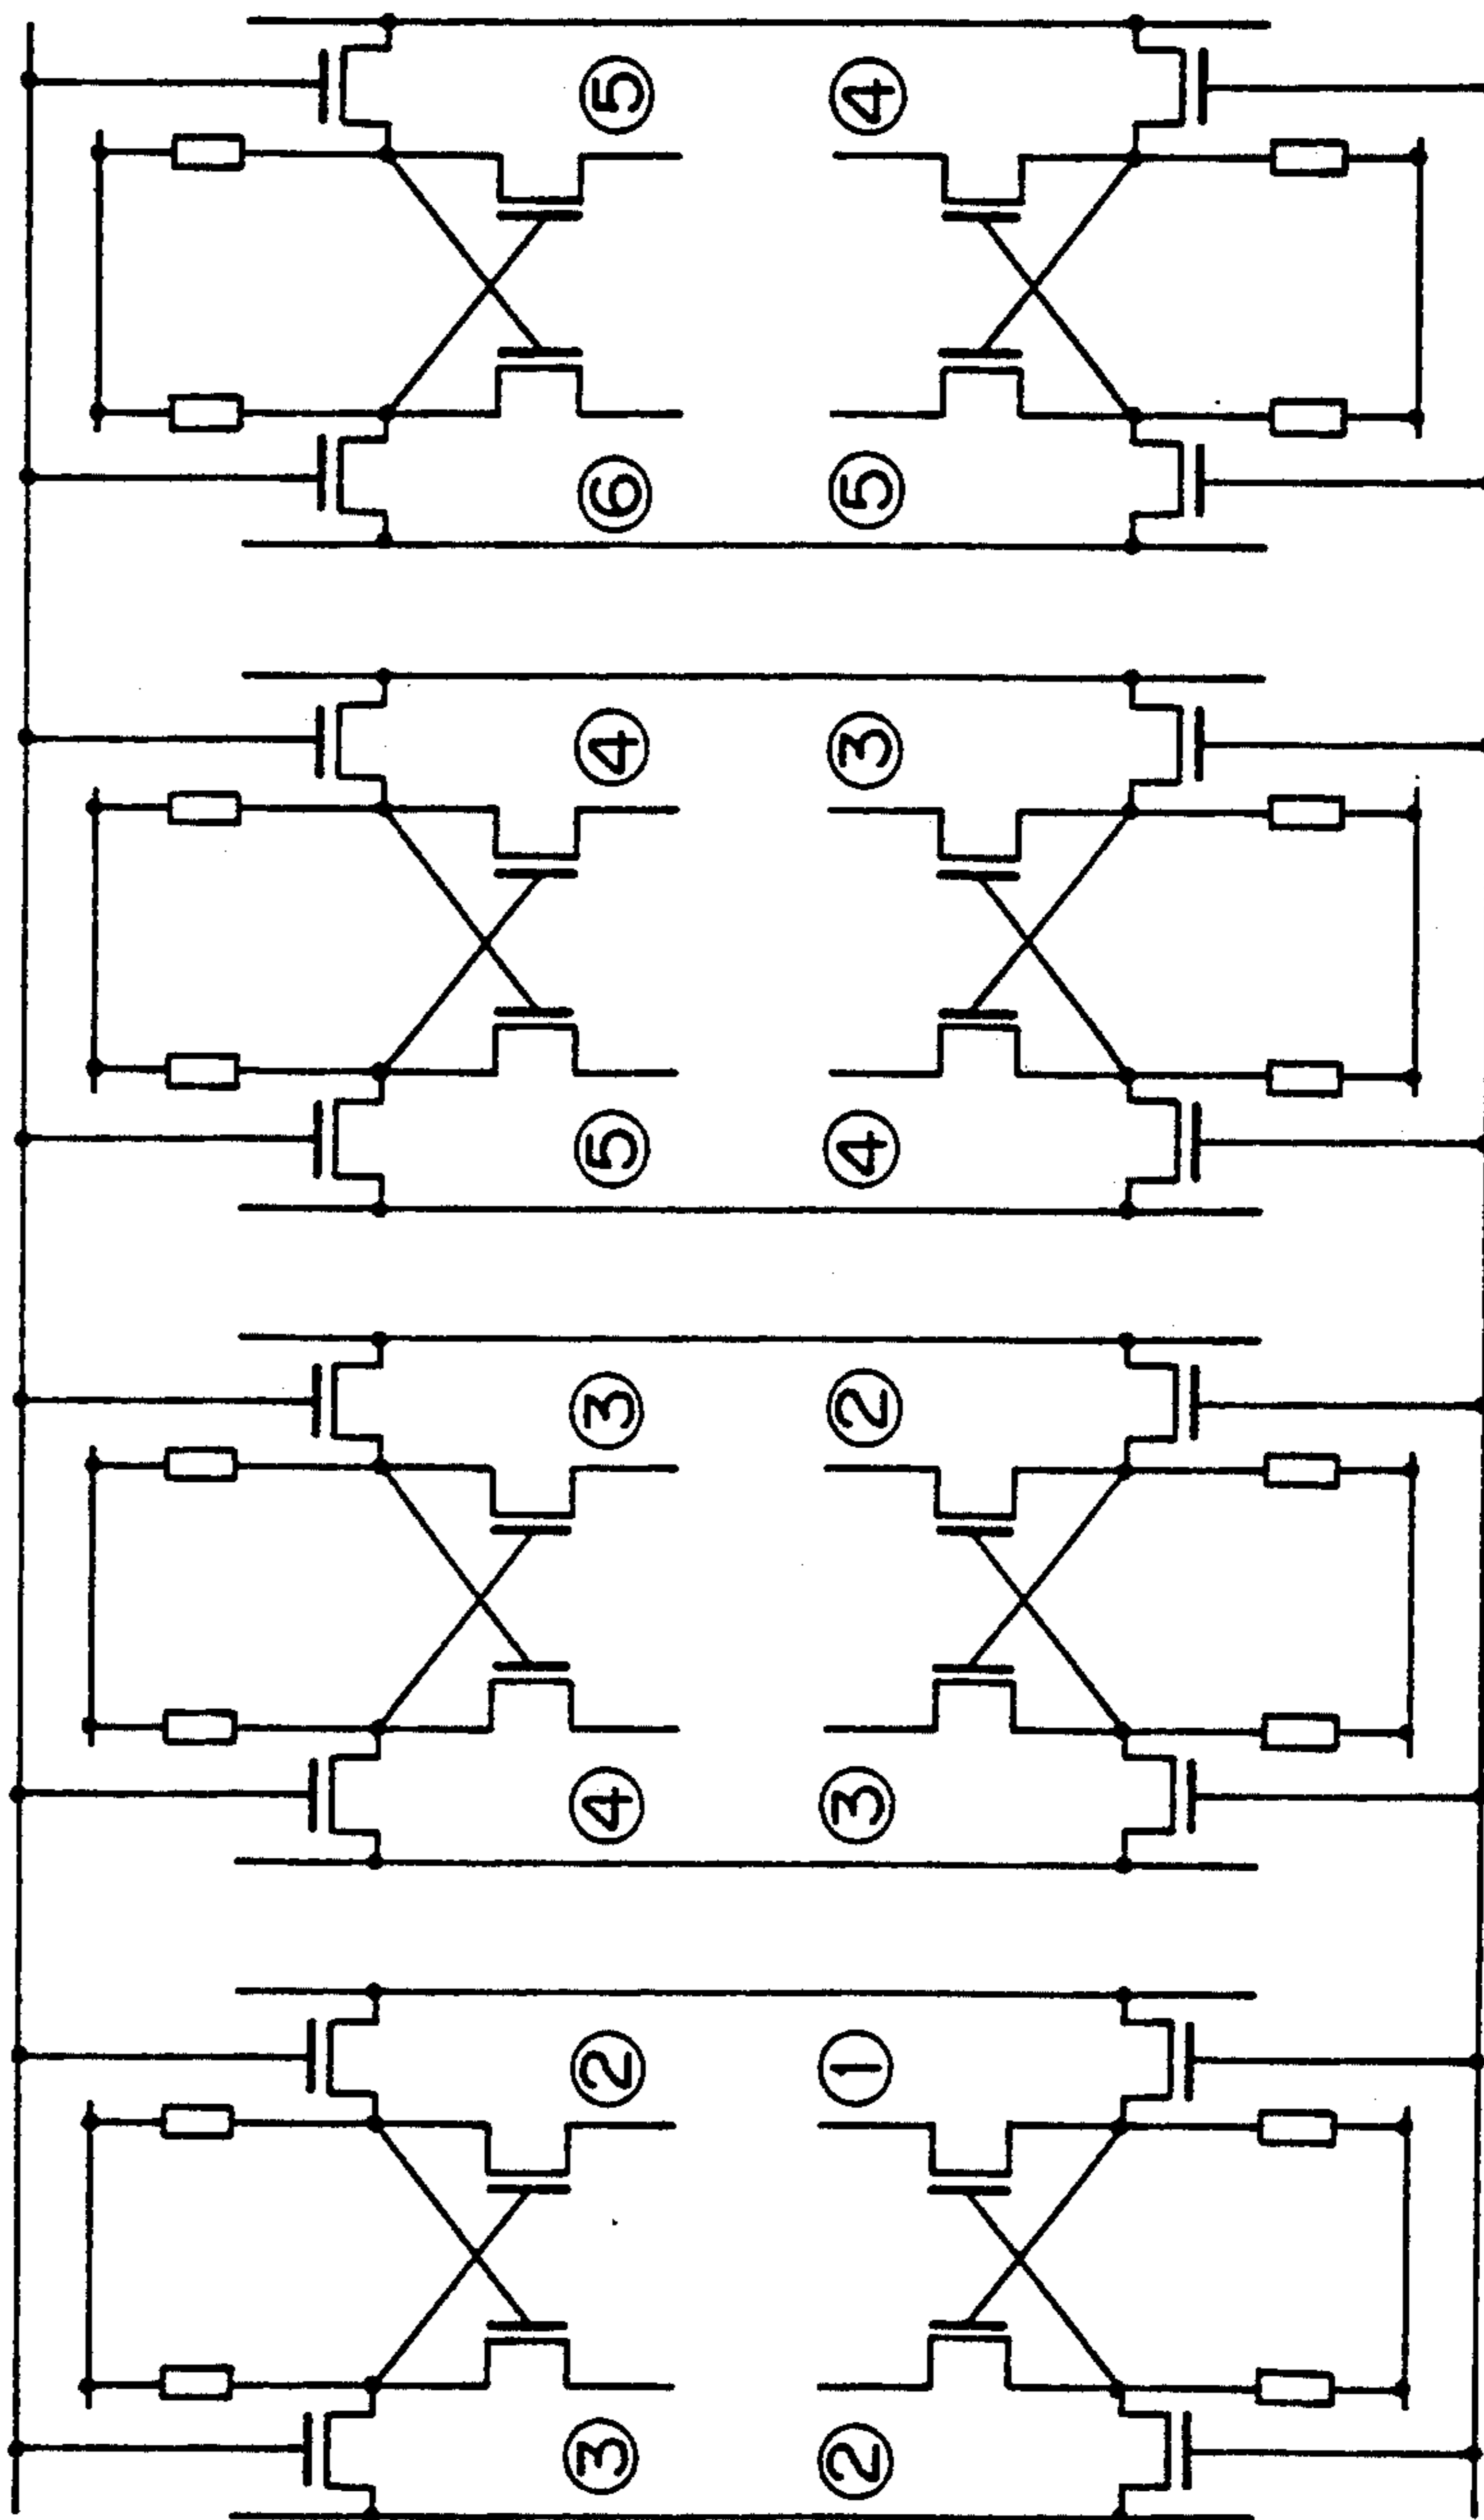 ③ ② ④ ③ ⑤ ④ ⑥ ⑤
② ① ③ ② ④ ③ ⑤ ④